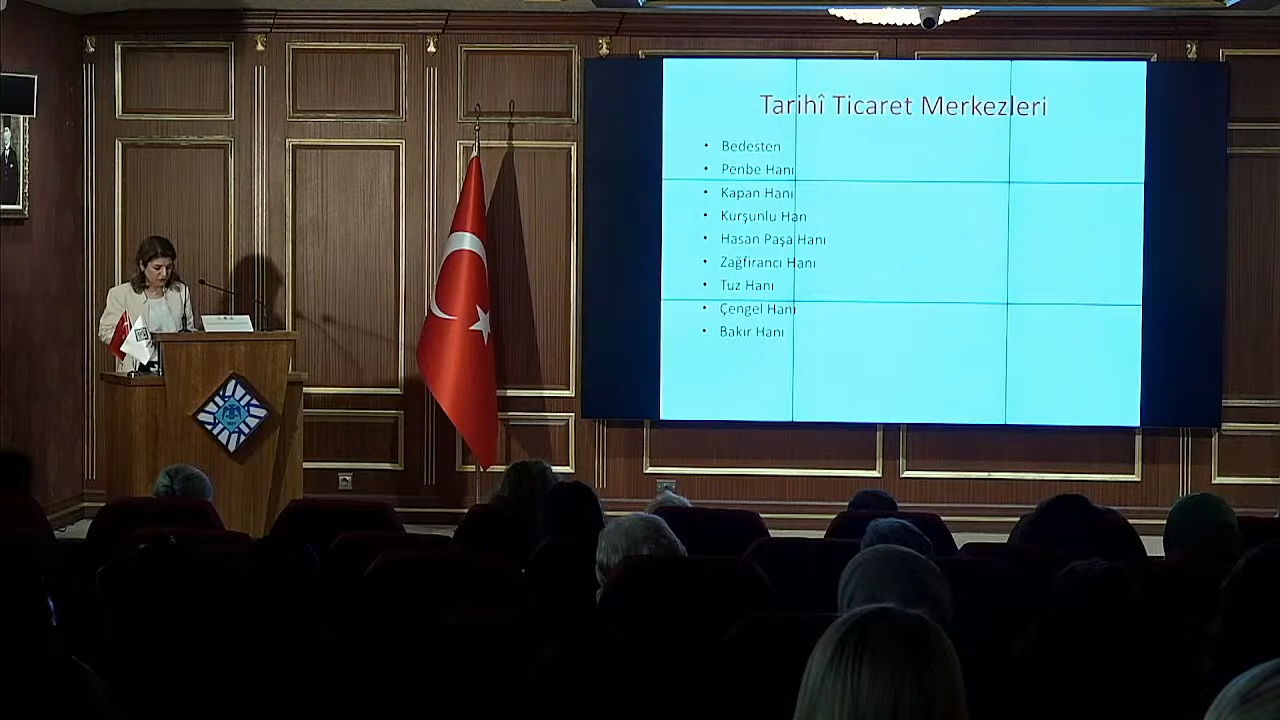 Tarihî Ticaret Merkezleri
• Bedesten
• Penbe Hanı
• Kapan Hanı
• Kurşunlu Han
• Hasan Paşa Hanı
• Zağfirancı Hanı
• Tuz Hanı
• Çengel Hanı
• Bakır Hanı